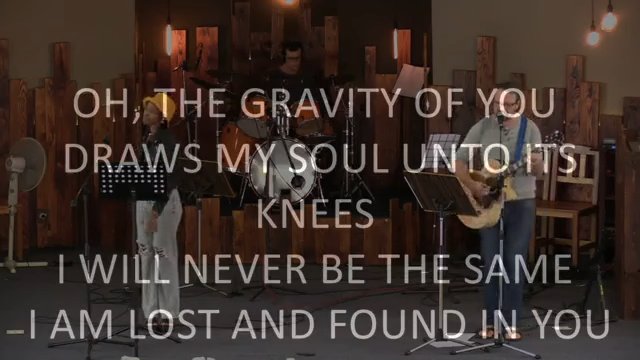 OH, THE GRAVITY OF YOU
DRAWS MY SOUL UNTO ITS
KNEES
I WILL NEVER BE THE SAME
I AM LOST AND FOUND IN YOU